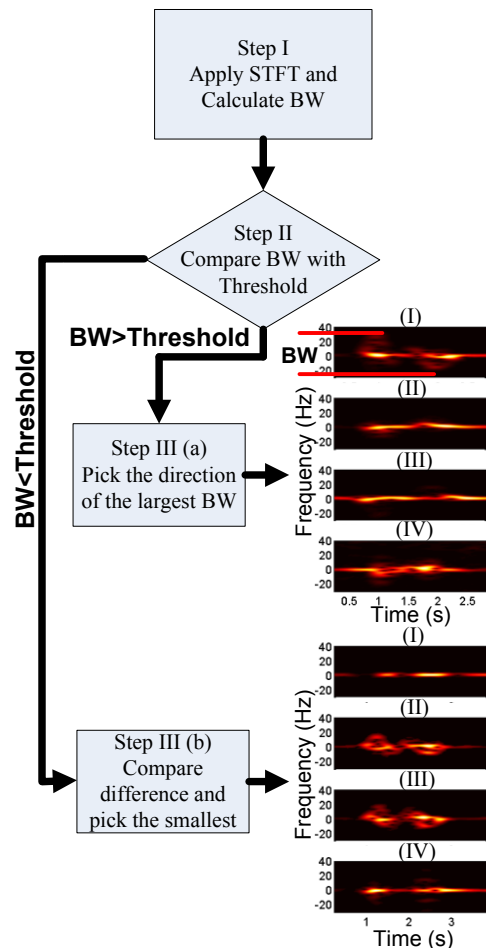 Step I
Apply STFT and
Calculate BW
Step II
Compare BW with
Threshold
BW>Threshold
BW<Threshold
Step III (a)
Pick the direction
of the largest BW
Step III (b)
Compare
difference and
pick the smallest
(I)
40
20
BW
0
-20
(II)
40
20
0
-20
(III)
40
20
0
-20
(IV)
40
20
0
-20
Frequency (Hz)
0.5 1 1.5 2 2.5
Time (s)
(I)
40
20
0
-20
(II)
40
20
0
-20
(III)
40
20
0
-20
(IV)
40
20
0
-20
Frequency (Hz)
1 2 3
Time (s)